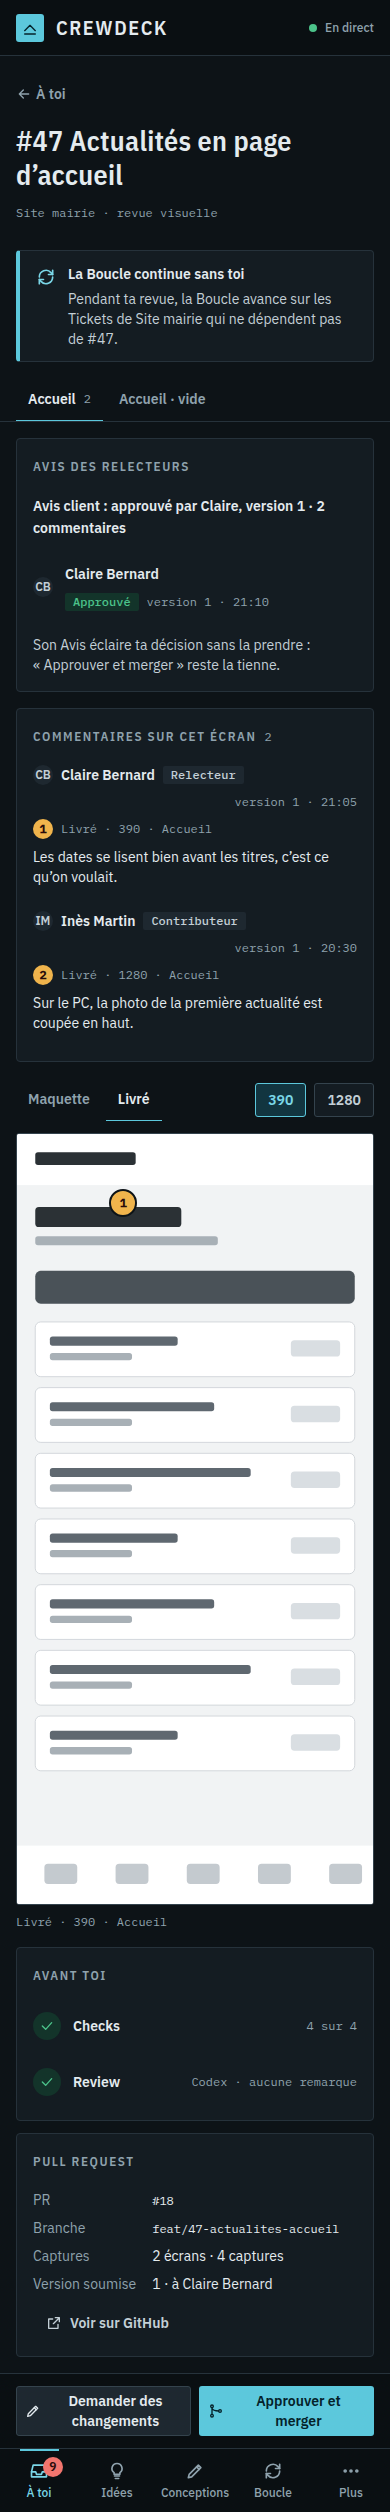 CREWDECK
En direct
← À toi
#47 Actualités en page
d’accueil
Site mairie · revue visuelle
La Boucle continue sans toi
Pendant ta revue, la Boucle avance sur les
Tickets de Site mairie qui ne dépendent pas
de #47.
Accueil 2
Accueil · vide
AVIS DES RELECTEURS
Avis client : approuvé par Claire, version 1 · 2
commentaires
CB
Claire Bernard
Approuvé version 1 · 21:10
Son Avis éclaire ta décision sans la prendre :
« Approuver et merger » reste la tienne.
COMMENTAIRES SUR CET ÉCRAN 2
CB Claire Bernard Relecteur
version 1 · 21:05
1 Livré · 390 · Accueil
Les dates se lisent bien avant les titres, c’est ce
qu’on voulait.
IM Inès Martin Contributeur
version 1 · 20:30
2 Livré · 1280 · Accueil
Sur le PC, la photo de la première actualité est
coupée en haut.
Maquette Livré 390 1280
1
Livré · 390 · Accueil
AVANT TOI
Checks 4 sur 4
Review Codex · aucune remarque
PULL REQUEST
PR #18
Branche feat/47-actualites-accueil
Captures 2 écrans · 4 captures
Version soumise 1 · à Claire Bernard
Voir sur GitHub
Demander des
changements
Approuver et
merger
9
À toi Idées Conceptions Boucle Plus